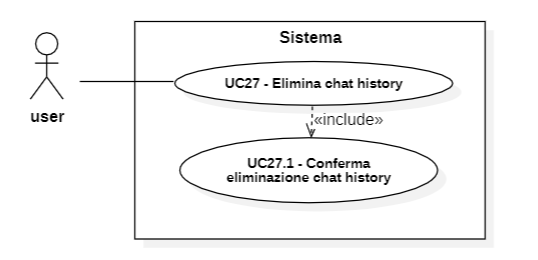 Sistema
UC27 - Elimina chat history
user
«include»
UC27.1 - Conferma
eliminazione chat history